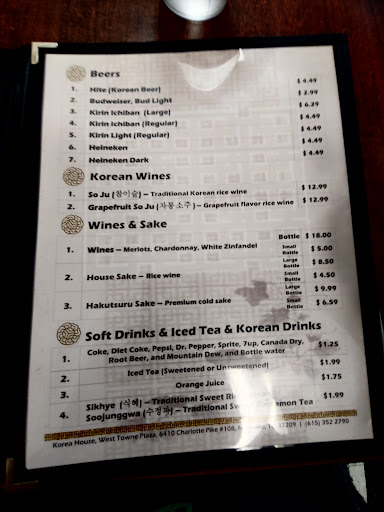 Beers
1. Hite (Korean Beer) $ 4.49
2. Budweiser, Bud Light $ 2.99
3. Kirin Ichiban (Large) $ 6.29
4. Kirin Ichiban (Regular) $ 4.49
5. Kirin Light (Regular) $ 4.49
6. Heineken $ 4.49
7. Heineken Dark $ 4.49
Korean Wines
1. So Ju (참이슬) – Traditional Korean rice wine $ 12.99
2. Grapefruit So Ju (자몽소주) – Grapefruit flavor rice wine $ 12.99
Wines & Sake
1. Wines – Merlots, Chardonnay, White Zinfandel Bottle $ 18.00
Small Bottle $ 5.00
2. House Sake – Rice wine Large Bottle $ 8.50
Small Bottle $ 4.50
3. Hakutsuru Sake – Premium cold sake Large Bottle $ 9.99
Small Bottle $ 6.59
Soft Drinks & Iced Tea & Korean Drinks
1. Coke, Diet Coke, Pepsi, Dr. Pepper, Sprite, 7up, Canada Dry, $1.25
Root Beer, and Mountain Dew, and Bottle water
2. Iced Tea (Sweetened or Unsweetened) $1.99
3. Orange Juice $1.75
4. Sikhye (식혜) – Traditional Sweet $1.99
Soojunggwa (수정과) – Traditional Tea
Korea House, West Towne Plaza, 6410 Charlotte Pike #108, 37209 | (615) 352 2790